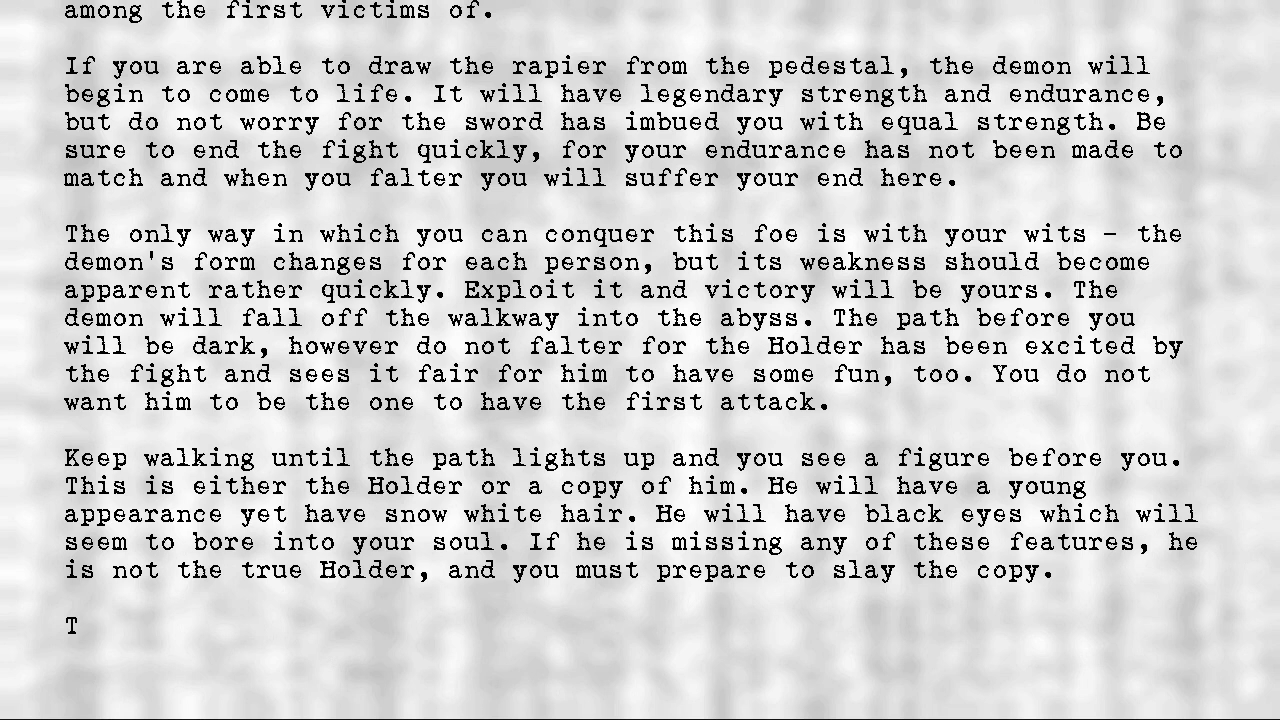 among the first victims of.
If you are able to draw the rapier from the pedestal, the demon will
begin to come to life. It will have legendary strength and endurance,
but do not worry for the sword has imbued you with equal strength. Be
sure to end the fight quickly, for your endurance has not been made to
match and when you falter you will suffer your end here.
The only way in which you can conquer this foe is with your wits - the
demon's form changes for each person, but its weakness should become
apparent rather quickly. Exploit it and victory will be yours. The
demon will fall off the walkway into the abyss. The path before you
will be dark, however do not falter for the Holder has been excited by
the fight and sees it fair for him to have some fun, too. You do not
want him to be the one to have the first attack.
Keep walking until the path lights up and you see a figure before you.
This is either the Holder or a copy of him. He will have a young
appearance yet have snow white hair. He will have black eyes which will
seem to bore into your soul. If he is missing any of these features, he
is not the true Holder, and you must prepare to slay the copy.
T